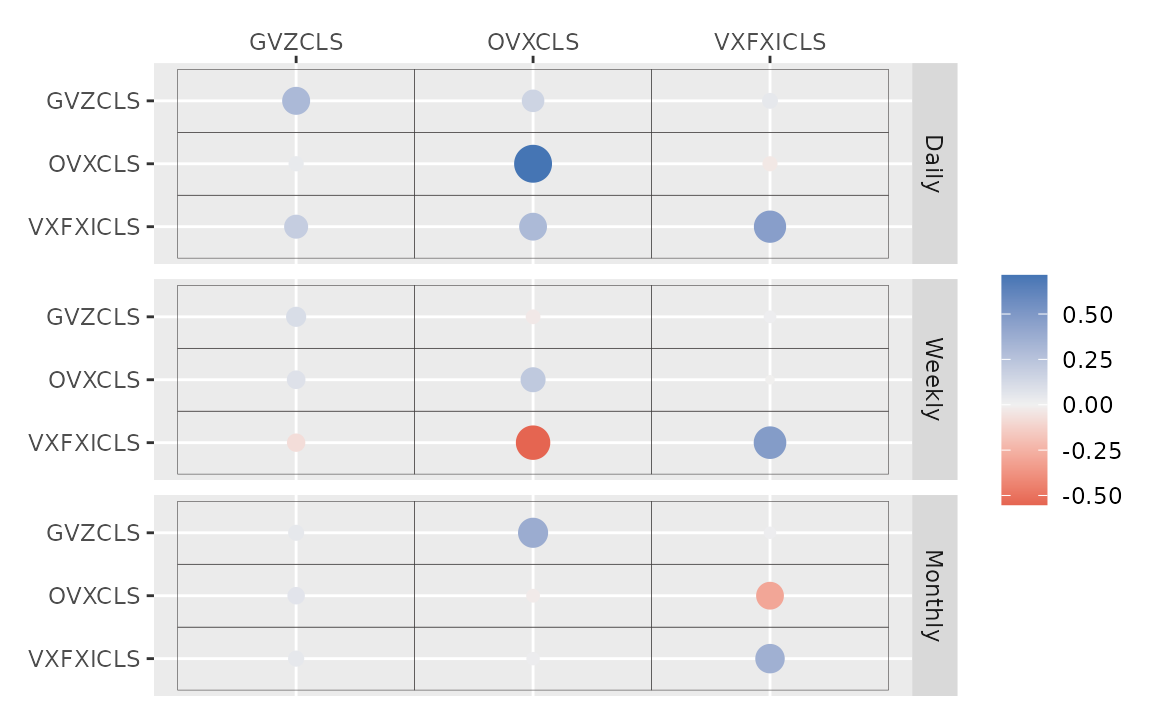 GVZCLS OVXCLS VXFXICLS
GVZCLS
OVXCLS
VXFXICLS
Daily
GVZCLS
OVXCLS
VXFXICLS
Weekly
GVZCLS
OVXCLS
VXFXICLS
Monthly
0.50
0.25
0.00
-0.25
-0.50